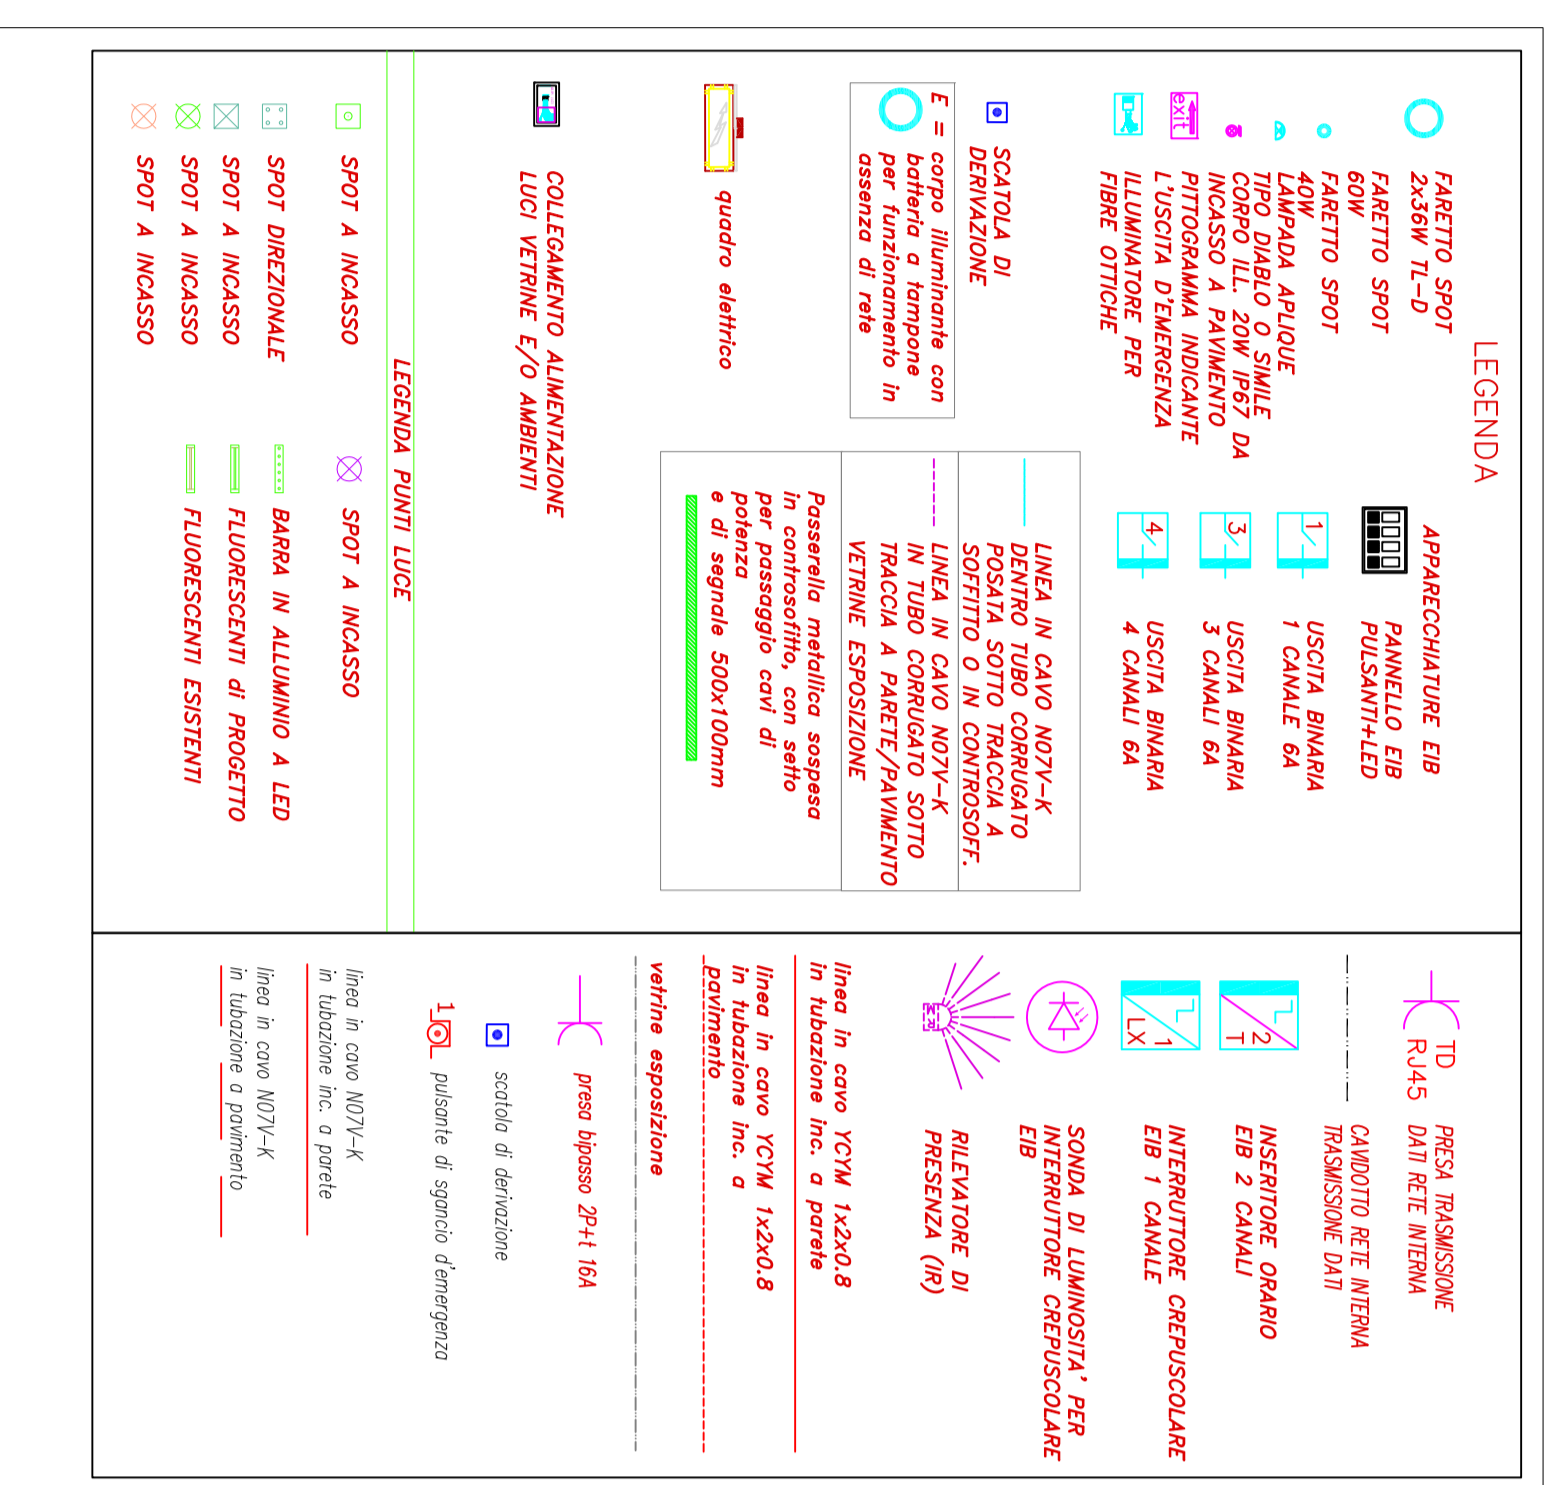 LEGENDA
FARETTO SPOT
2x36W TL-D
FARETTO SPOT
60W
FARETTO SPOT
40W
LAMPADA APLIQUE
TIPO DIABLO O SIMILE
CORPO ILL. 20W IP67 DA
INCASSO A PAVIMENTO
exit
PITTOGRAMMA INDICANTE
L'USCITA D'EMERGENZA
ILLUMINATORE PER
FIBRE OTTICHE
SCATOLA DI
DERIVAZIONE
E = corpo illuminante con
batteria a tampone
per funzionamento in
assenza di rete
quadro elettrico
COLLEGAMENTO ALIMENTAZIONE
LUCI VETRINE E/O AMBIENTI
APPARECCHIATURE EIB
PANNELLO EIB
PULSANTI+LED
1
USCITA BINARIA
1 CANALE 6A
3
USCITA BINARIA
3 CANALI 6A
4
USCITA BINARIA
4 CANALI 6A
LINEA IN CAVO N07V-K
DENTRO TUBO CORRUGATO
POSATA SOTTO TRACCIA A
SOFFITTO O IN CONTROSOFF.
LINEA IN CAVO N07V-K
IN TUBO CORRUGATO SOTTO
TRACCIA A PARETE/PAVIMENTO
VETRINE ESPOSIZIONE
Passerella metallica sospesa
in controsofitto, con setto
per passaggio cavi di
potenza
e di segnale 500x100mm
LEGENDA PUNTI LUCE
SPOT A INCASSO
SPOT DIREZIONALE
SPOT A INCASSO
SPOT A INCASSO
SPOT A INCASSO
SPOT A INCASSO
BARRA IN ALLUMINIO A LED
FLUORESCENTI di PROGETTO
FLUORESCENTI ESISTENTI
TD
RJ45
PRESA TRASMISSIONE
DATI RETE INTERNA
CAVIDOTTO RETE INTERNA
TRASMISSIONE DATI
2
T
INSERITORE ORARIO
EIB 2 CANALI
1
LX
INTERRUTTORE CREPUSCOLARE
EIB 1 CANALE
SONDA DI LUMINOSITA' PER
INTERRUTTORE CREPUSCOLARE
EIB
RILEVATORE DI
PRESENZA (IR)
linea in cavo YCYM 1x2x0.8
in tubazione inc. a parete
linea in cavo YCYM 1x2x0.8
in tubazione inc. a
pavimento
vetrine esposizione
presa bipasso 2P+t 16A
scatola di derivazione
1
pulsante di sgancio d'emergenza
linea in cavo N07V-K
in tubazione inc. a parete
linea in cavo N07V-K
in tubazione a pavimento